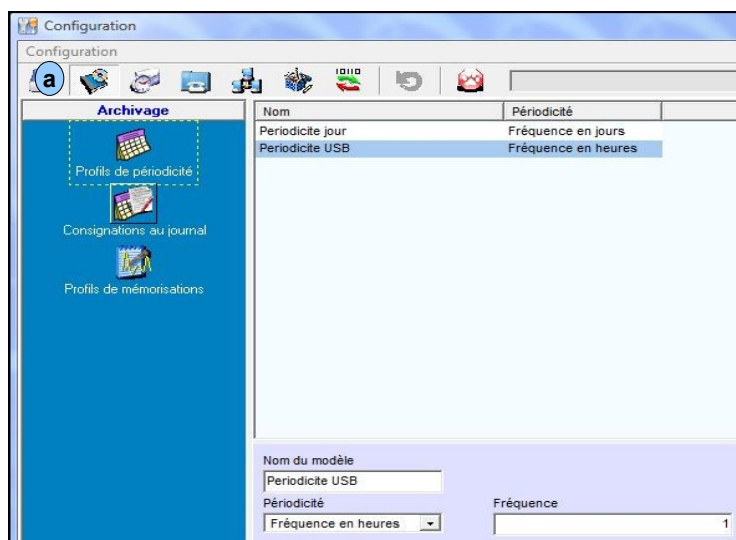 Configuration
Configuration
a
10110
Archivage
Profils de périodicité
Consignations au journal
Profils de mémorisations
Nom Périodicité
Periodicite jour Fréquence en jours
Periodicite USB Fréquence en heures
Nom du modèle
Periodicite USB
Périodicité Fréquence
Fréquence en heures 1